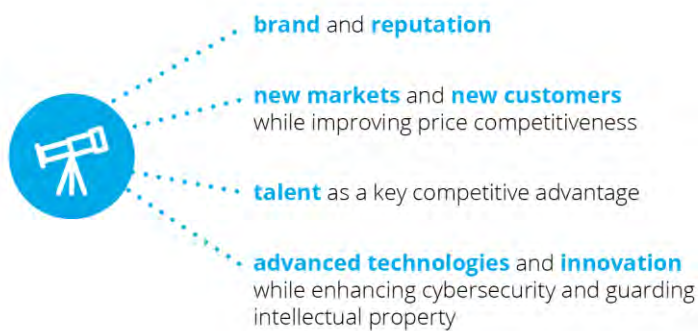 brand and reputation
new markets and new customers
while improving price competitiveness
talent as a key competitive advantage
advanced technologies and innovation
while enhancing cybersecurity and guarding
intellectual property